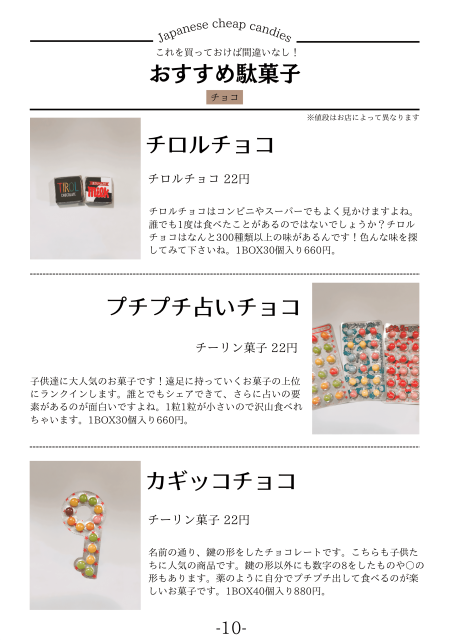 Japanese cheap candies
これを買っておけば間違いなし！
おすすめ駄菓子
チョコ
※値段はお店によって異なります
チロルチョコ
チロルチョコ 22円
チロルチョコはコンビニやスーパーでもよく見かけますよね。
誰でも1度は食べたことがあるのではないでしょうか？チロル
チョコはなんと300種類以上の味があるんです！色んな味を探
してみて下さいね。1BOX30個入り660円。
TIROL
プチプチ占いチョコ
チーリン菓子 22円
子供達に大人気のお菓子です！遠足に持っていくお菓子の上位
にランクインします。誰とでもシェアできて、さらに占いの要
素があるのが面白いですよね。1粒1粒が小さいので沢山食べれ
ちゃいます。1BOX30個入り660円。
カギッコチョコ
チーリン菓子 22円
名前の通り、鍵の形をしたチョコレートです。こちらも子供た
ちに人気の商品です。鍵の形以外にも数字の8をしたものや○の
形もあります。薬のように自分でプチプチ出して食べるのが楽
しいお菓子です。1BOX40個入り880円。
-10-